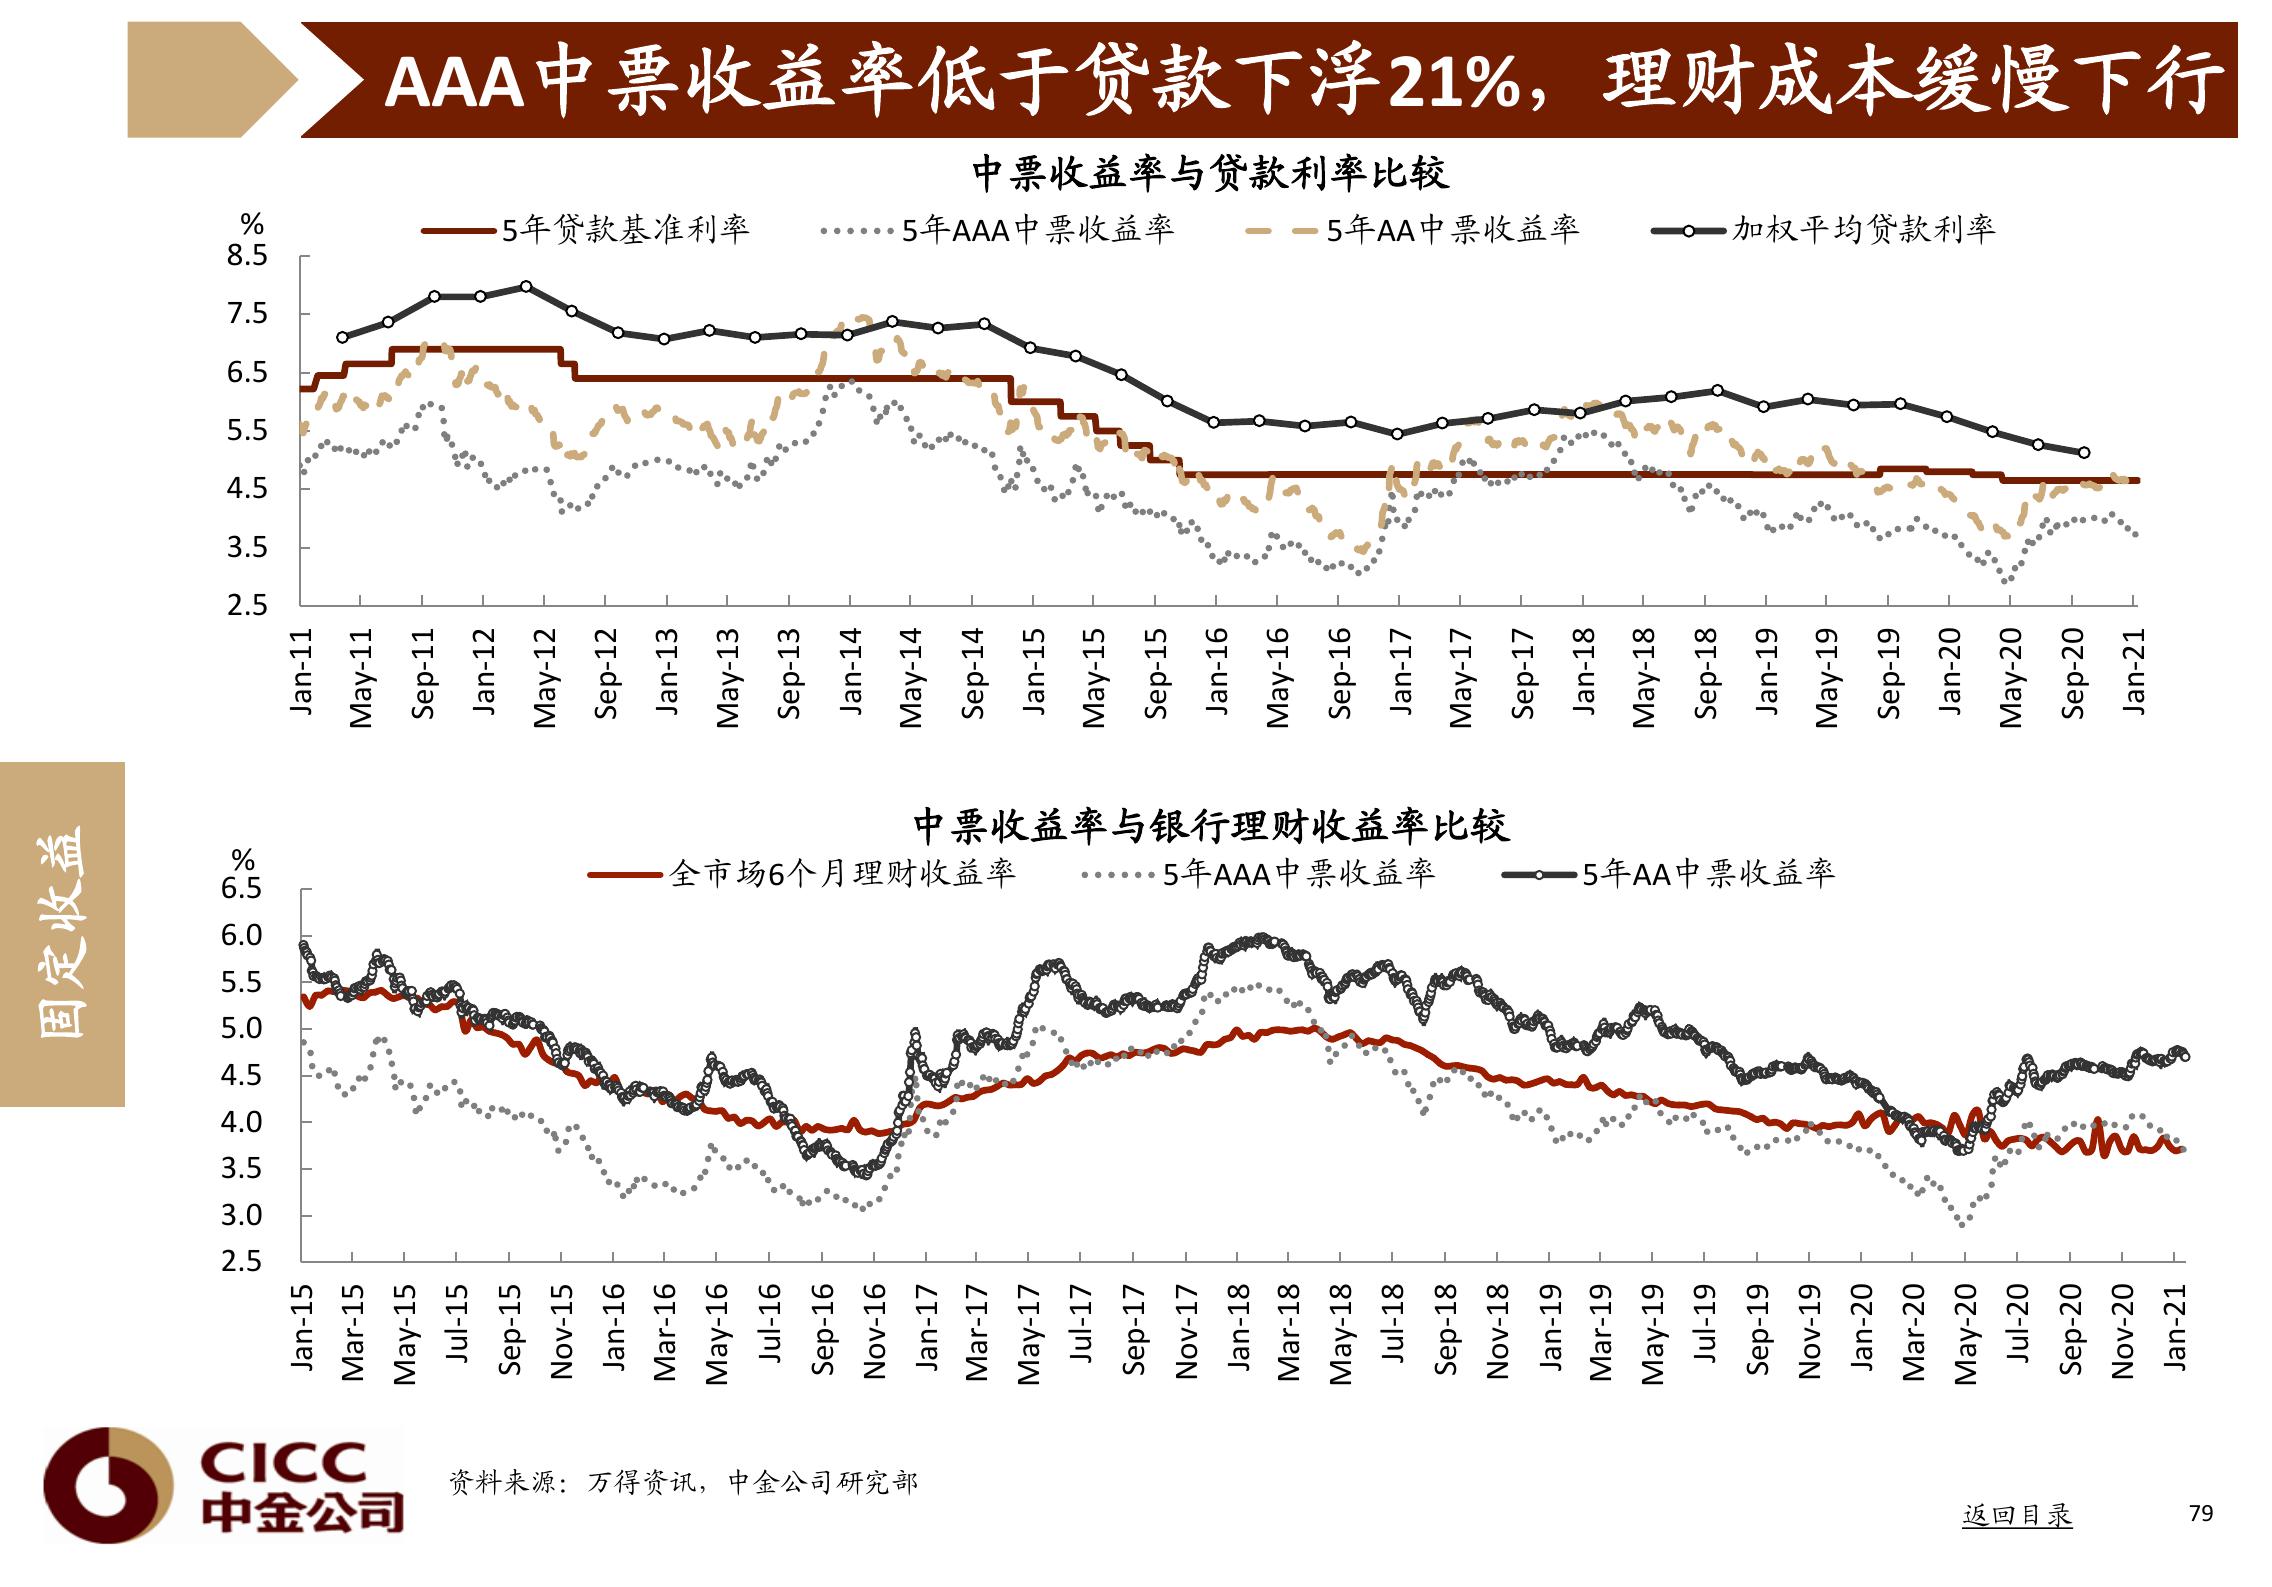 AAA中票收益率低于贷款下浮21%，理财成本缓慢下行
中票收益率与贷款利率比较
%
5年贷款基准利率 5年AAA中票收益率 5年AA中票收益率 加权平均贷款利率
8.5
7.5
6.5
5.5
4.5
3.5
2.5
Jan-11 May-11 Sep-11 Jan-12 May-12 Sep-12 Jan-13 May-13 Sep-13 Jan-14 May-14 Sep-14 Jan-15 May-15 Sep-15 Jan-16 May-16 Sep-16 Jan-17 May-17 Sep-17 Jan-18 May-18 Sep-18 Jan-19 May-19 Sep-19 Jan-20 May-20 Sep-20 Jan-21
固定收益
中票收益率与银行理财收益率比较
%
全市场6个月理财收益率 5年AAA中票收益率 5年AA中票收益率
6.5
6.0
5.5
5.0
4.5
4.0
3.5
3.0
2.5
Jan-15 Mar-15 May-15 Jul-15 Sep-15 Nov-15 Jan-16 Mar-16 May-16 Jul-16 Sep-16 Nov-16 Jan-17 Mar-17 May-17 Jul-17 Sep-17 Nov-17 Jan-18 Mar-18 May-18 Jul-18 Sep-18 Nov-18 Jan-19 Mar-19 May-19 Jul-19 Sep-19 Nov-19 Jan-20 Mar-20 May-20 Jul-20 Sep-20 Nov-20 Jan-21
CICC
中金公司
资料来源：万得资讯，中金公司研究部
返回目录
79